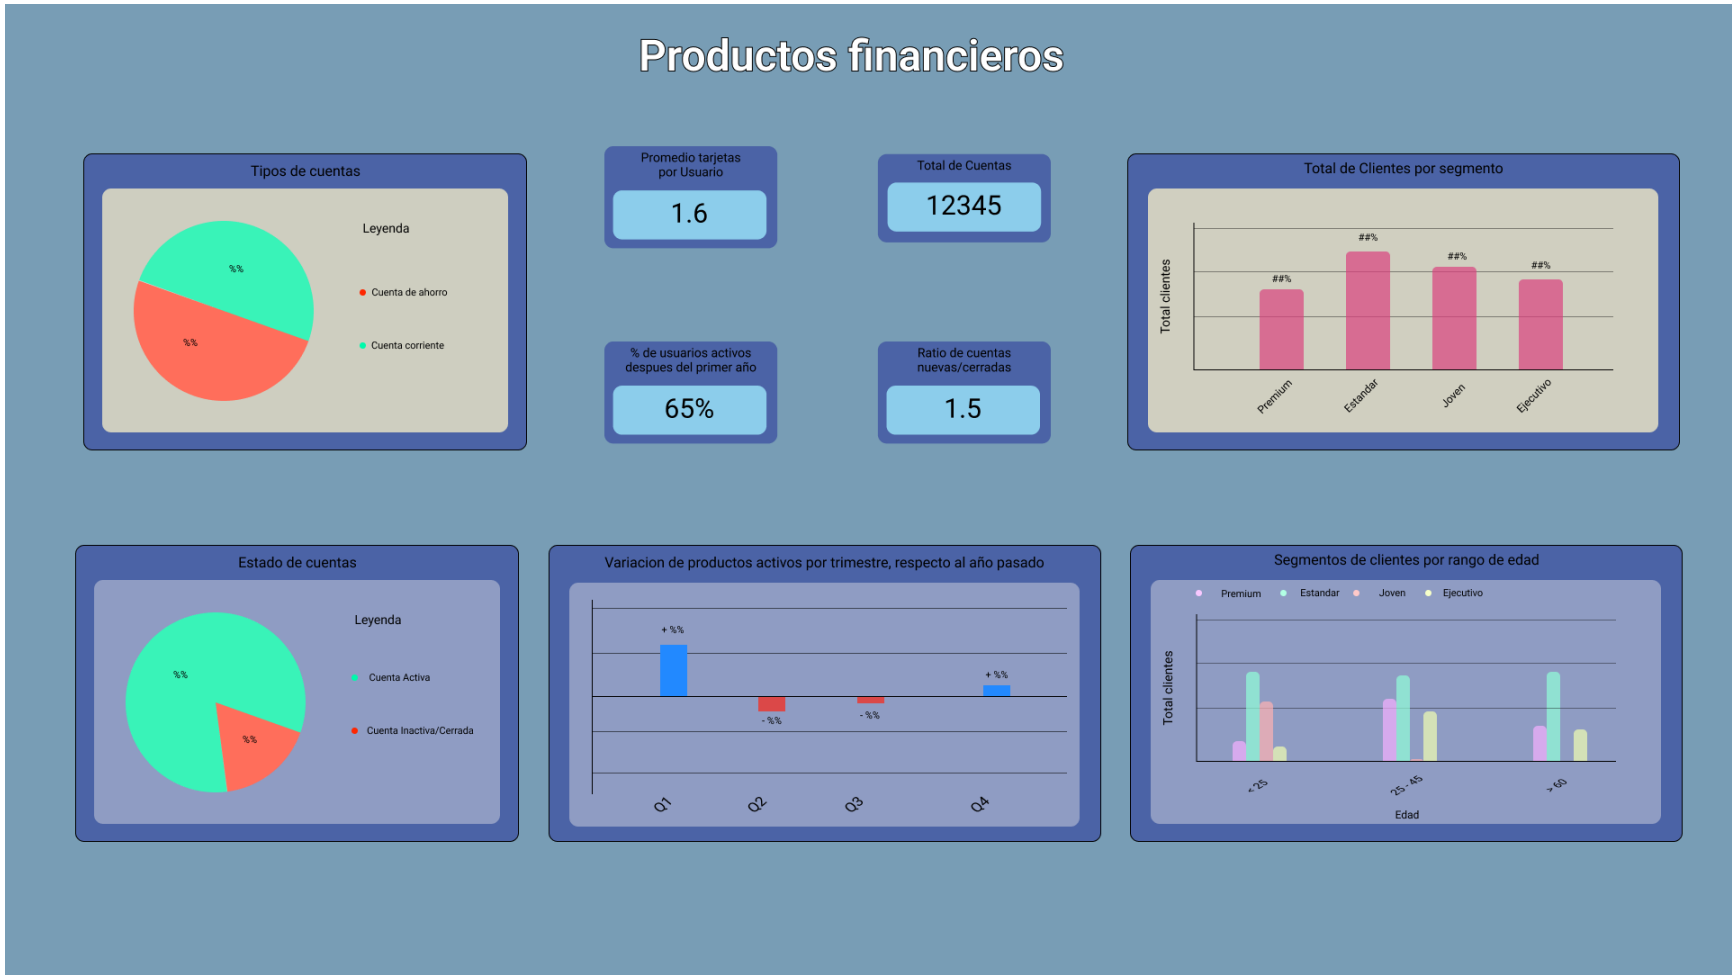 Productos financieros
Tipos de cuentas
Leyenda
%%
%%
Cuenta de ahorro
Cuenta corriente
Promedio tarjetas
por Usuario
1.6
Total de Cuentas
12345
% de usuarios activos
despues del primer año
65%
Ratio de cuentas
nuevas/cerradas
1.5
Total de Clientes por segmento
Total clientes
##%
##%
##%
##%
Premium
Estandar
Joven
Ejecutivo
Estado de cuentas
Leyenda
%%
%%
Cuenta Activa
Cuenta Inactiva/Cerrada
Variacion de productos activos por trimestre, respecto al año pasado
+ %%
- %%
- %%
+ %%
Q1
Q2
Q3
Q4
Segmentos de clientes por rango de edad
Premium
Estandar
Joven
Ejecutivo
Total clientes
< 25
25 - 45
> 60
Edad